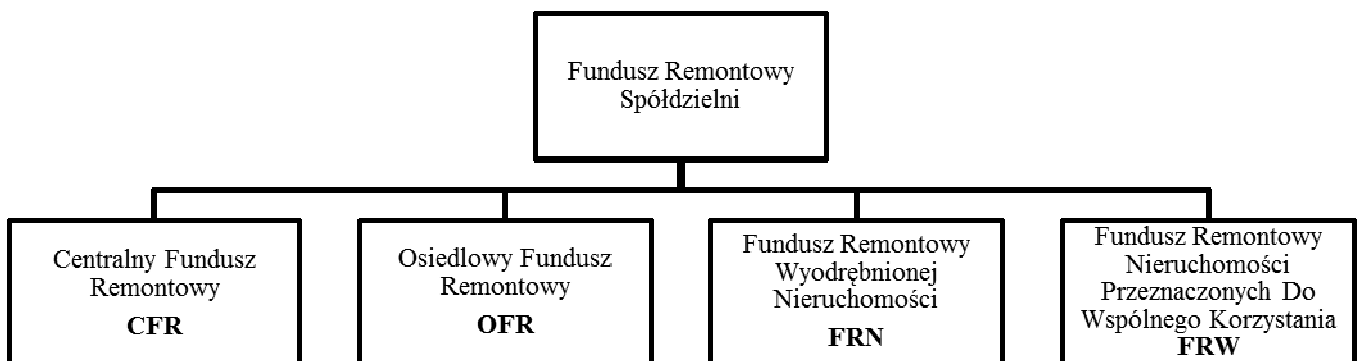 Fundusz Remontowy
Spółdzielni
Centralny Fundusz
Remontowy
CFR
Osiedlowy Fundusz
Remontowy
OFR
Fundusz Remontowy
Wyodrębnionej
Nieruchomości
FRN
Fundusz Remontowy
Nieruchomości
Przeznaczonych Do
Wspólnego Korzystania
FRW